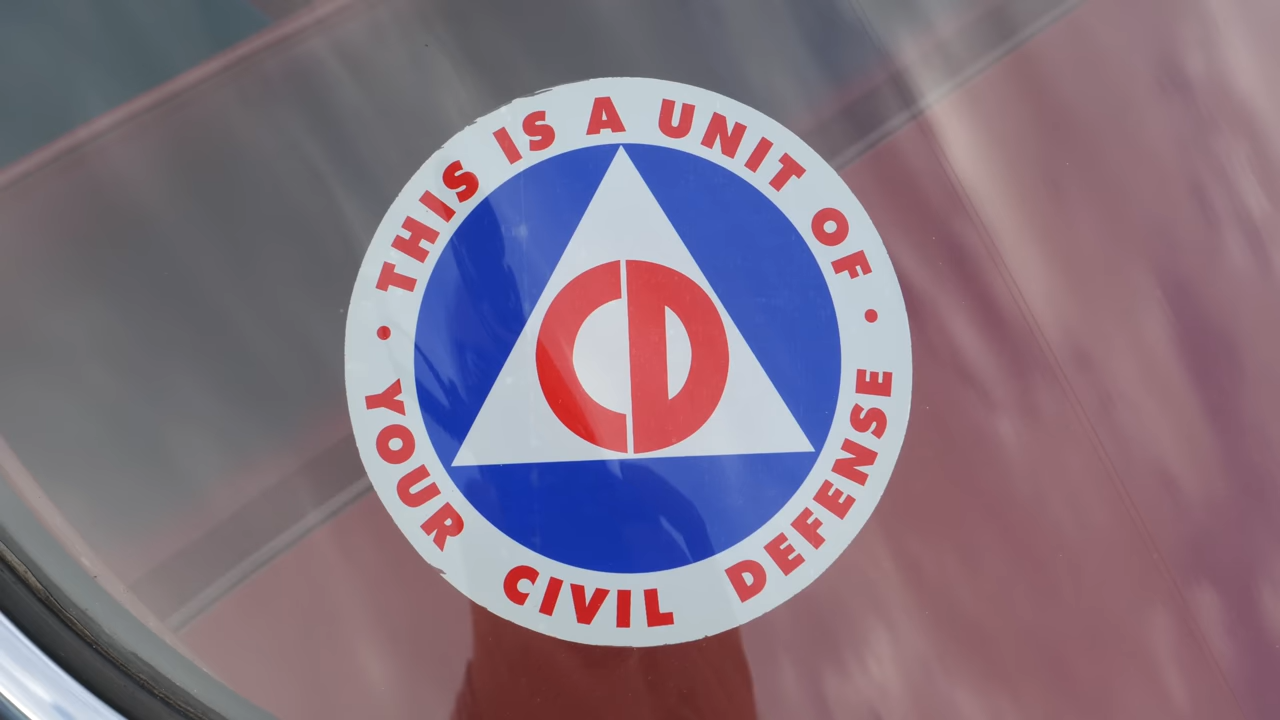 • THIS IS A UNIT OF •
YOUR CIVIL DEFENSE
CD